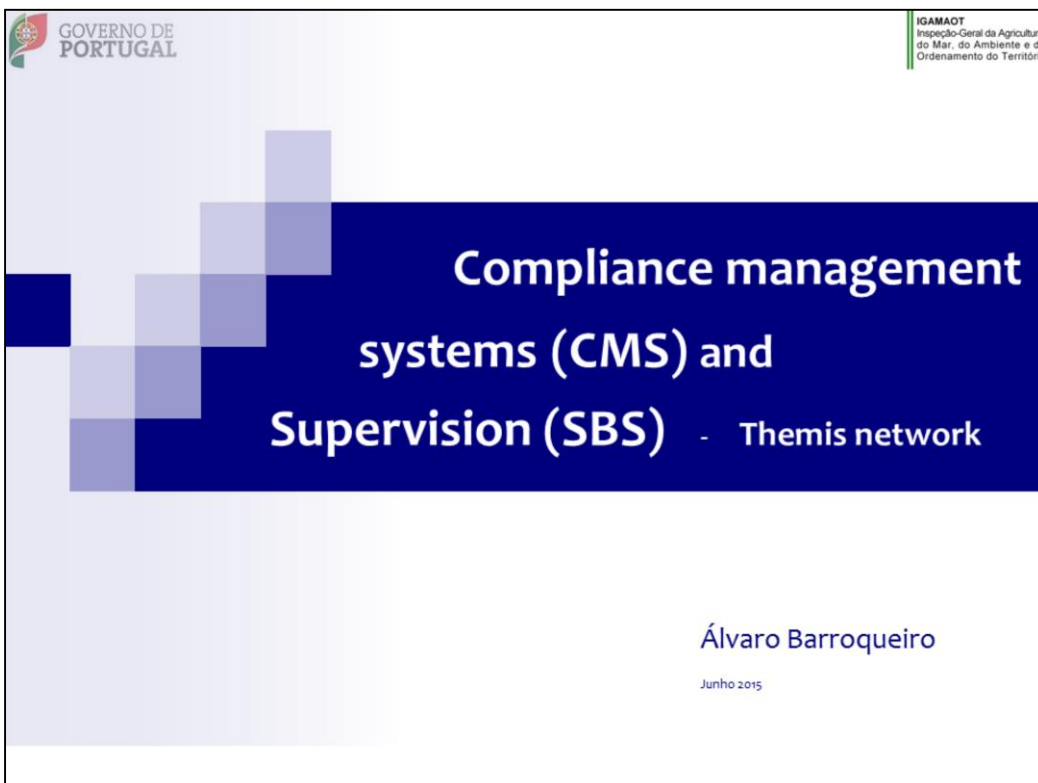 GOVERNO DE
PORTUGAL
IGAMAOT
Inspeção-Geral da Agricultur
do Mar, do Ambiente e d
Ordenamento do Territóri
Compliance management
systems (CMS) and
Supervision (SBS) - Themis network
Álvaro Barroqueiro
Junho 2015